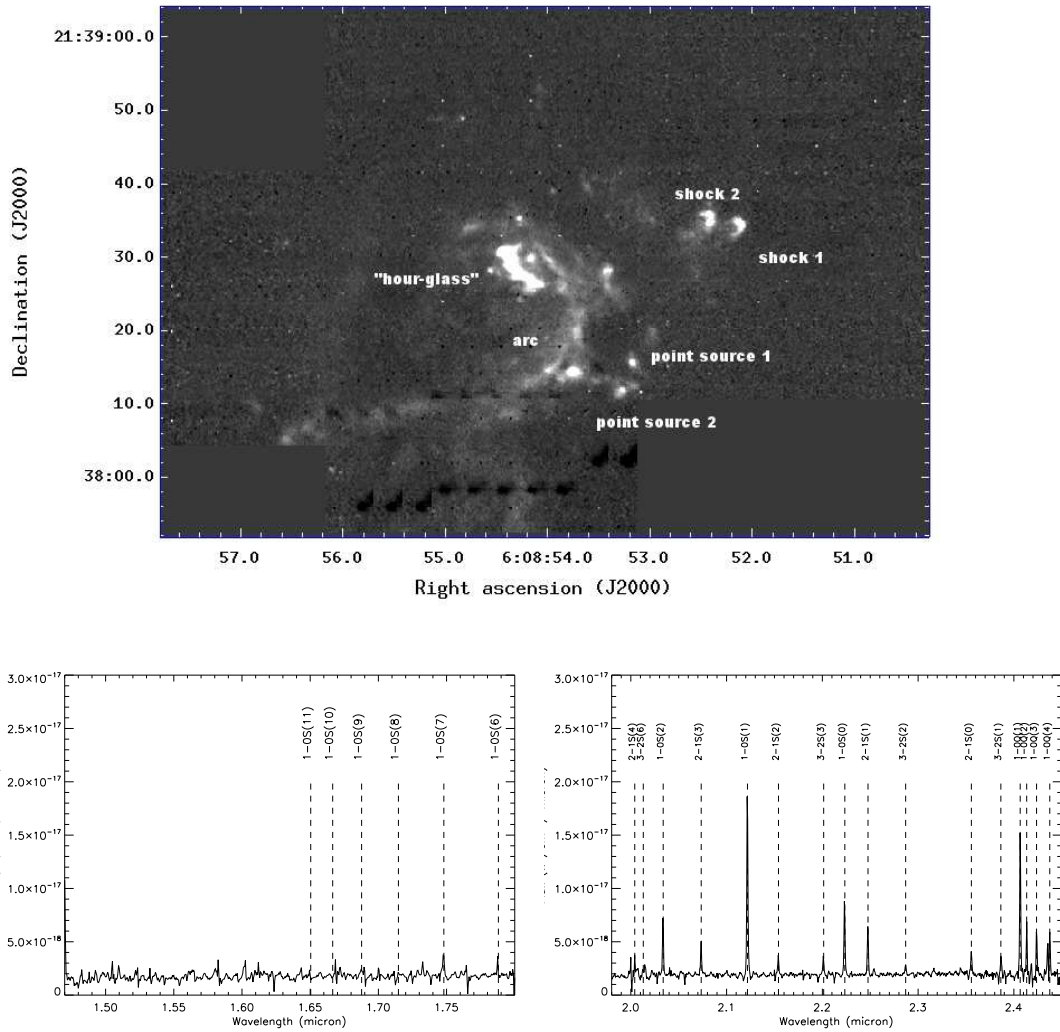 21:39:00.0
50.0
40.0
30.0
20.0
10.0
38:00.0
Declination (J2000)
shock 2
shock 1
"hour-glass"
arc
point source 1
point source 2
57.0
56.0
55.0
6:08:54.0
53.0
52.0
51.0
Right ascension (J2000)
3.0×10⁻¹⁷
2.5×10⁻¹⁷
2.0×10⁻¹⁷
1.5×10⁻¹⁷
1.0×10⁻¹⁷
5.0×10⁻¹⁸
0
1-0S(11)
1-0S(10)
1-0S(9)
1-0S(8)
1-0S(7)
1-0S(6)
1.50
1.55
1.60
1.65
1.70
1.75
Wavelength (micron)
3.0×10⁻¹⁷
2.5×10⁻¹⁷
2.0×10⁻¹⁷
1.5×10⁻¹⁷
1.0×10⁻¹⁷
5.0×10⁻¹⁸
0
2-1S(4)
3-2S(6)
1-0S(2)
2-1S(3)
1-0S(1)
2-1S(2)
3-2S(3)
1-0S(0)
2-1S(1)
3-2S(2)
2-1S(0)
3-2S(1)
1-0Q(1)
1-0Q(2)
1-0Q(3)
1-0Q(4)
2.0
2.1
2.2
2.3
2.4
Wavelength (micron)